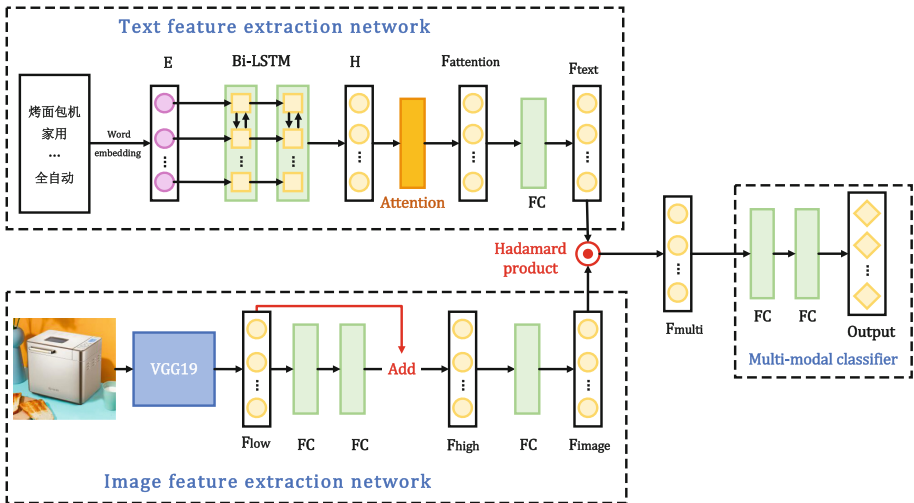 Text feature extraction network
E
Bi-LSTM
H
Fattention
Ftext
烤面包机
家用
...
全自动
Word
embedding
Attention
FC
Hadamard
product
Fmulti
FC
FC
Output
Multi-modal classifier
VGG19
Add
Flow
FC
FC
Fhigh
FC
Fimage
Image feature extraction network